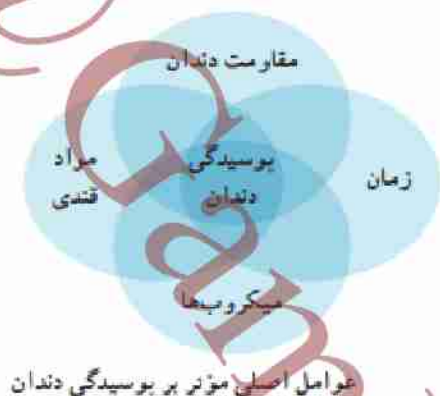 مقاومت دندان
مواد
قندی
پوسیدگی
دندان
زمان
میکروب‌ها
عوامل اصلی مؤثر بر پوسیدگی دندان